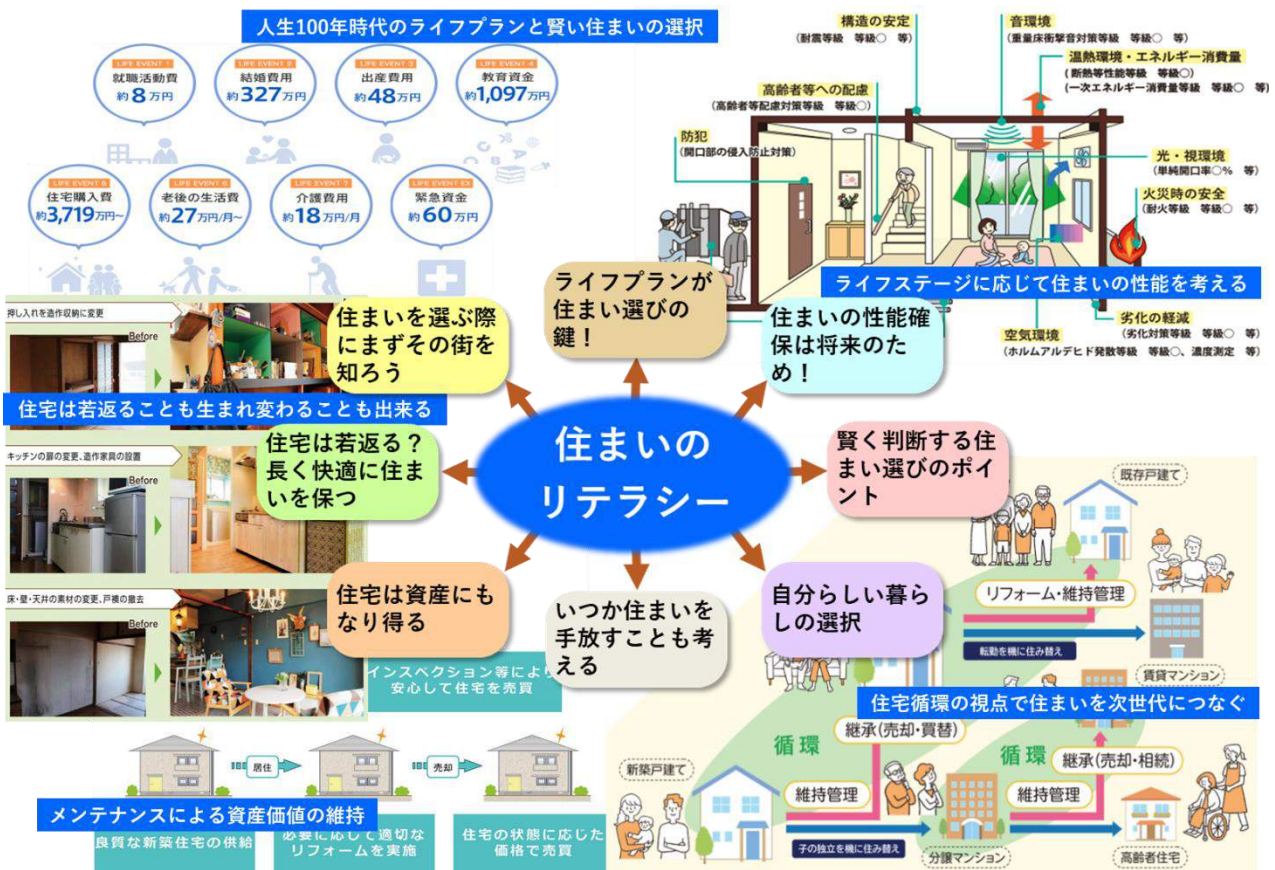 人生100年時代のライフプランと賢い住まいの選択
LIFE EVENT 1
就職活動費
約8万円
LIFE EVENT 2
結婚費用
約327万円
LIFE EVENT 3
出産費用
約48万円
LIFE EVENT 4
教育資金
約1,097万円
LIFE EVENT 5
住宅購入費
約3,719万円~
LIFE EVENT 6
老後の生活費
約27万円/月~
LIFE EVENT 7
介護費用
約18万円/月
LIFE EVENT EX
緊急資金
約60万円
構造の安定
(耐震等級 等級○ 等)
音環境
(重量床衝撃音対策等級 等級○ 等)
温熱環境・エネルギー消費量
(断熱等性能等級 等級○)
(一次エネルギー消費量等級 等級○ 等)
高齢者等への配慮
(高齢者等配慮対策等級 等級○)
防犯
(開口部の侵入防止対策)
光・視環境
(単純開口率○% 等)
火災時の安全
(耐火等級 等級○ 等)
ライフステージに応じて住まいの性能を考える
劣化の軽減
(劣化対策等級 等級○ 等)
空気環境
(ホルムアルデヒド発散等級 等級○、濃度測定 等)
ライフプランが
住まい選びの
鍵!
住まいを選ぶ際
にまずその街を
知ろう
住まいの性能確
保は将来のた
め!
押し入れを造作収納に変更
Before
住宅は若返ることも生まれ変わることも出来る
住宅は若返る?
長く快適に住ま
いを保つ
住まいの
リテラシー
賢く判断する住
まい選びのポイ
ント
キッチンの扉の変更、造作家具の設置
Before
住宅は資産にも
なり得る
いつか住まいを
手放すことも考
える
自分らしい暮ら
しの選択
床・壁・天井の素材の変更、戸襖の撤去
Before
既存戸建て
リフォーム・維持管理
転勤を機に住み替え
賃貸マンション
住宅循環の視点で住まいを次世代につなぐ
循環
継承(売却・買替)
循環
継承(売却・相続)
新築戸建て
維持管理
維持管理
子の独立を機に住み替え
分譲マンション
高齢者住宅
インスペクション等により
安心して住宅を売買
居住
売却
メンテナンスによる資産価値の維持
良質な新築住宅の供給
必要に応じて適切な
リフォームを実施
住宅の状態に応じた
価格で売買